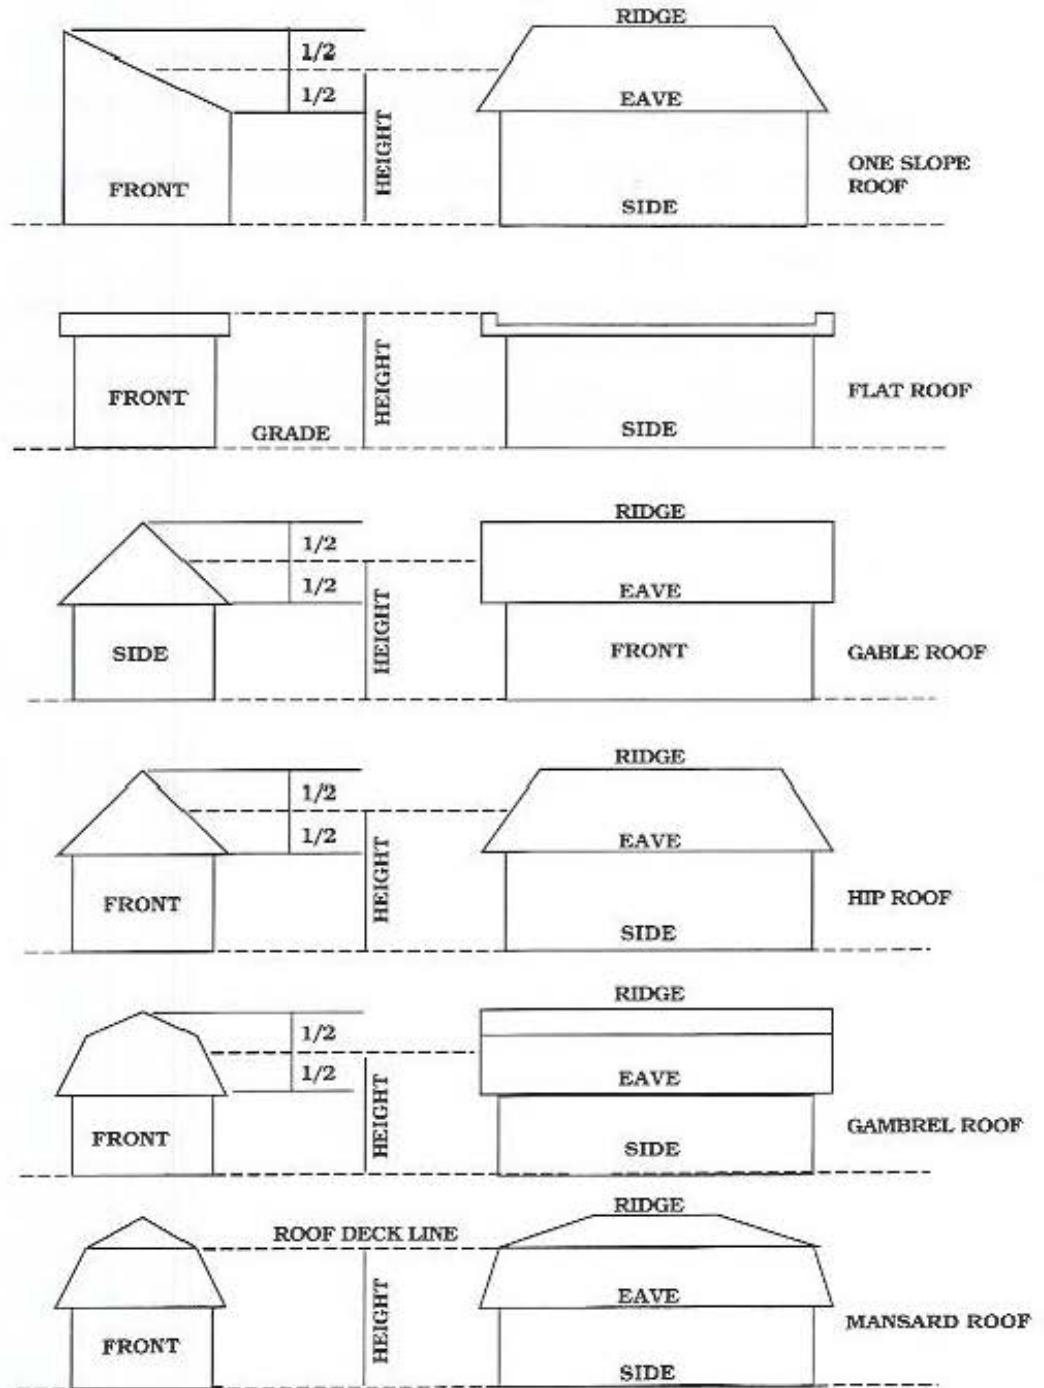 RIDGE
1/2
1/2
HEIGHT
EAVE
FRONT
SIDE
ONE SLOPE
ROOF
FRONT
GRADE
HEIGHT
SIDE
FLAT ROOF
RIDGE
1/2
1/2
HEIGHT
EAVE
SIDE
FRONT
GABLE ROOF
RIDGE
1/2
1/2
HEIGHT
EAVE
FRONT
SIDE
HIP ROOF
RIDGE
1/2
1/2
HEIGHT
EAVE
FRONT
SIDE
GAMBREL ROOF
RIDGE
ROOF DECK LINE
HEIGHT
EAVE
FRONT
SIDE
MANSARD ROOF